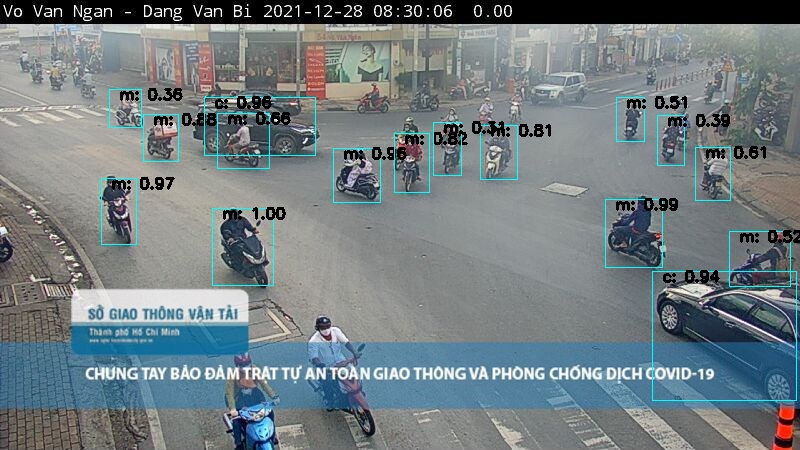 Vo Van Ngan - Dang Van Bi 2021-12-28 08:30:06 0.00
m: 0.36
c: 0.96
m: 0.88
m: 0.66
m: 0.96
m: 0.82
m: 0.31
m: 0.81
m: 0.51
m: 0.39
m: 0.61
m: 0.97
m: 1.00
m: 0.99
m: 0.52
c: 0.94
SỞ GIAO THÔNG VẬN TẢI
Thành phố Hồ Chí Minh
CHUNG TAY BẢO ĐẢM TRẬT TỰ AN TOÀN GIAO THÔNG VÀ PHÒNG CHỐNG DỊCH COVID-19